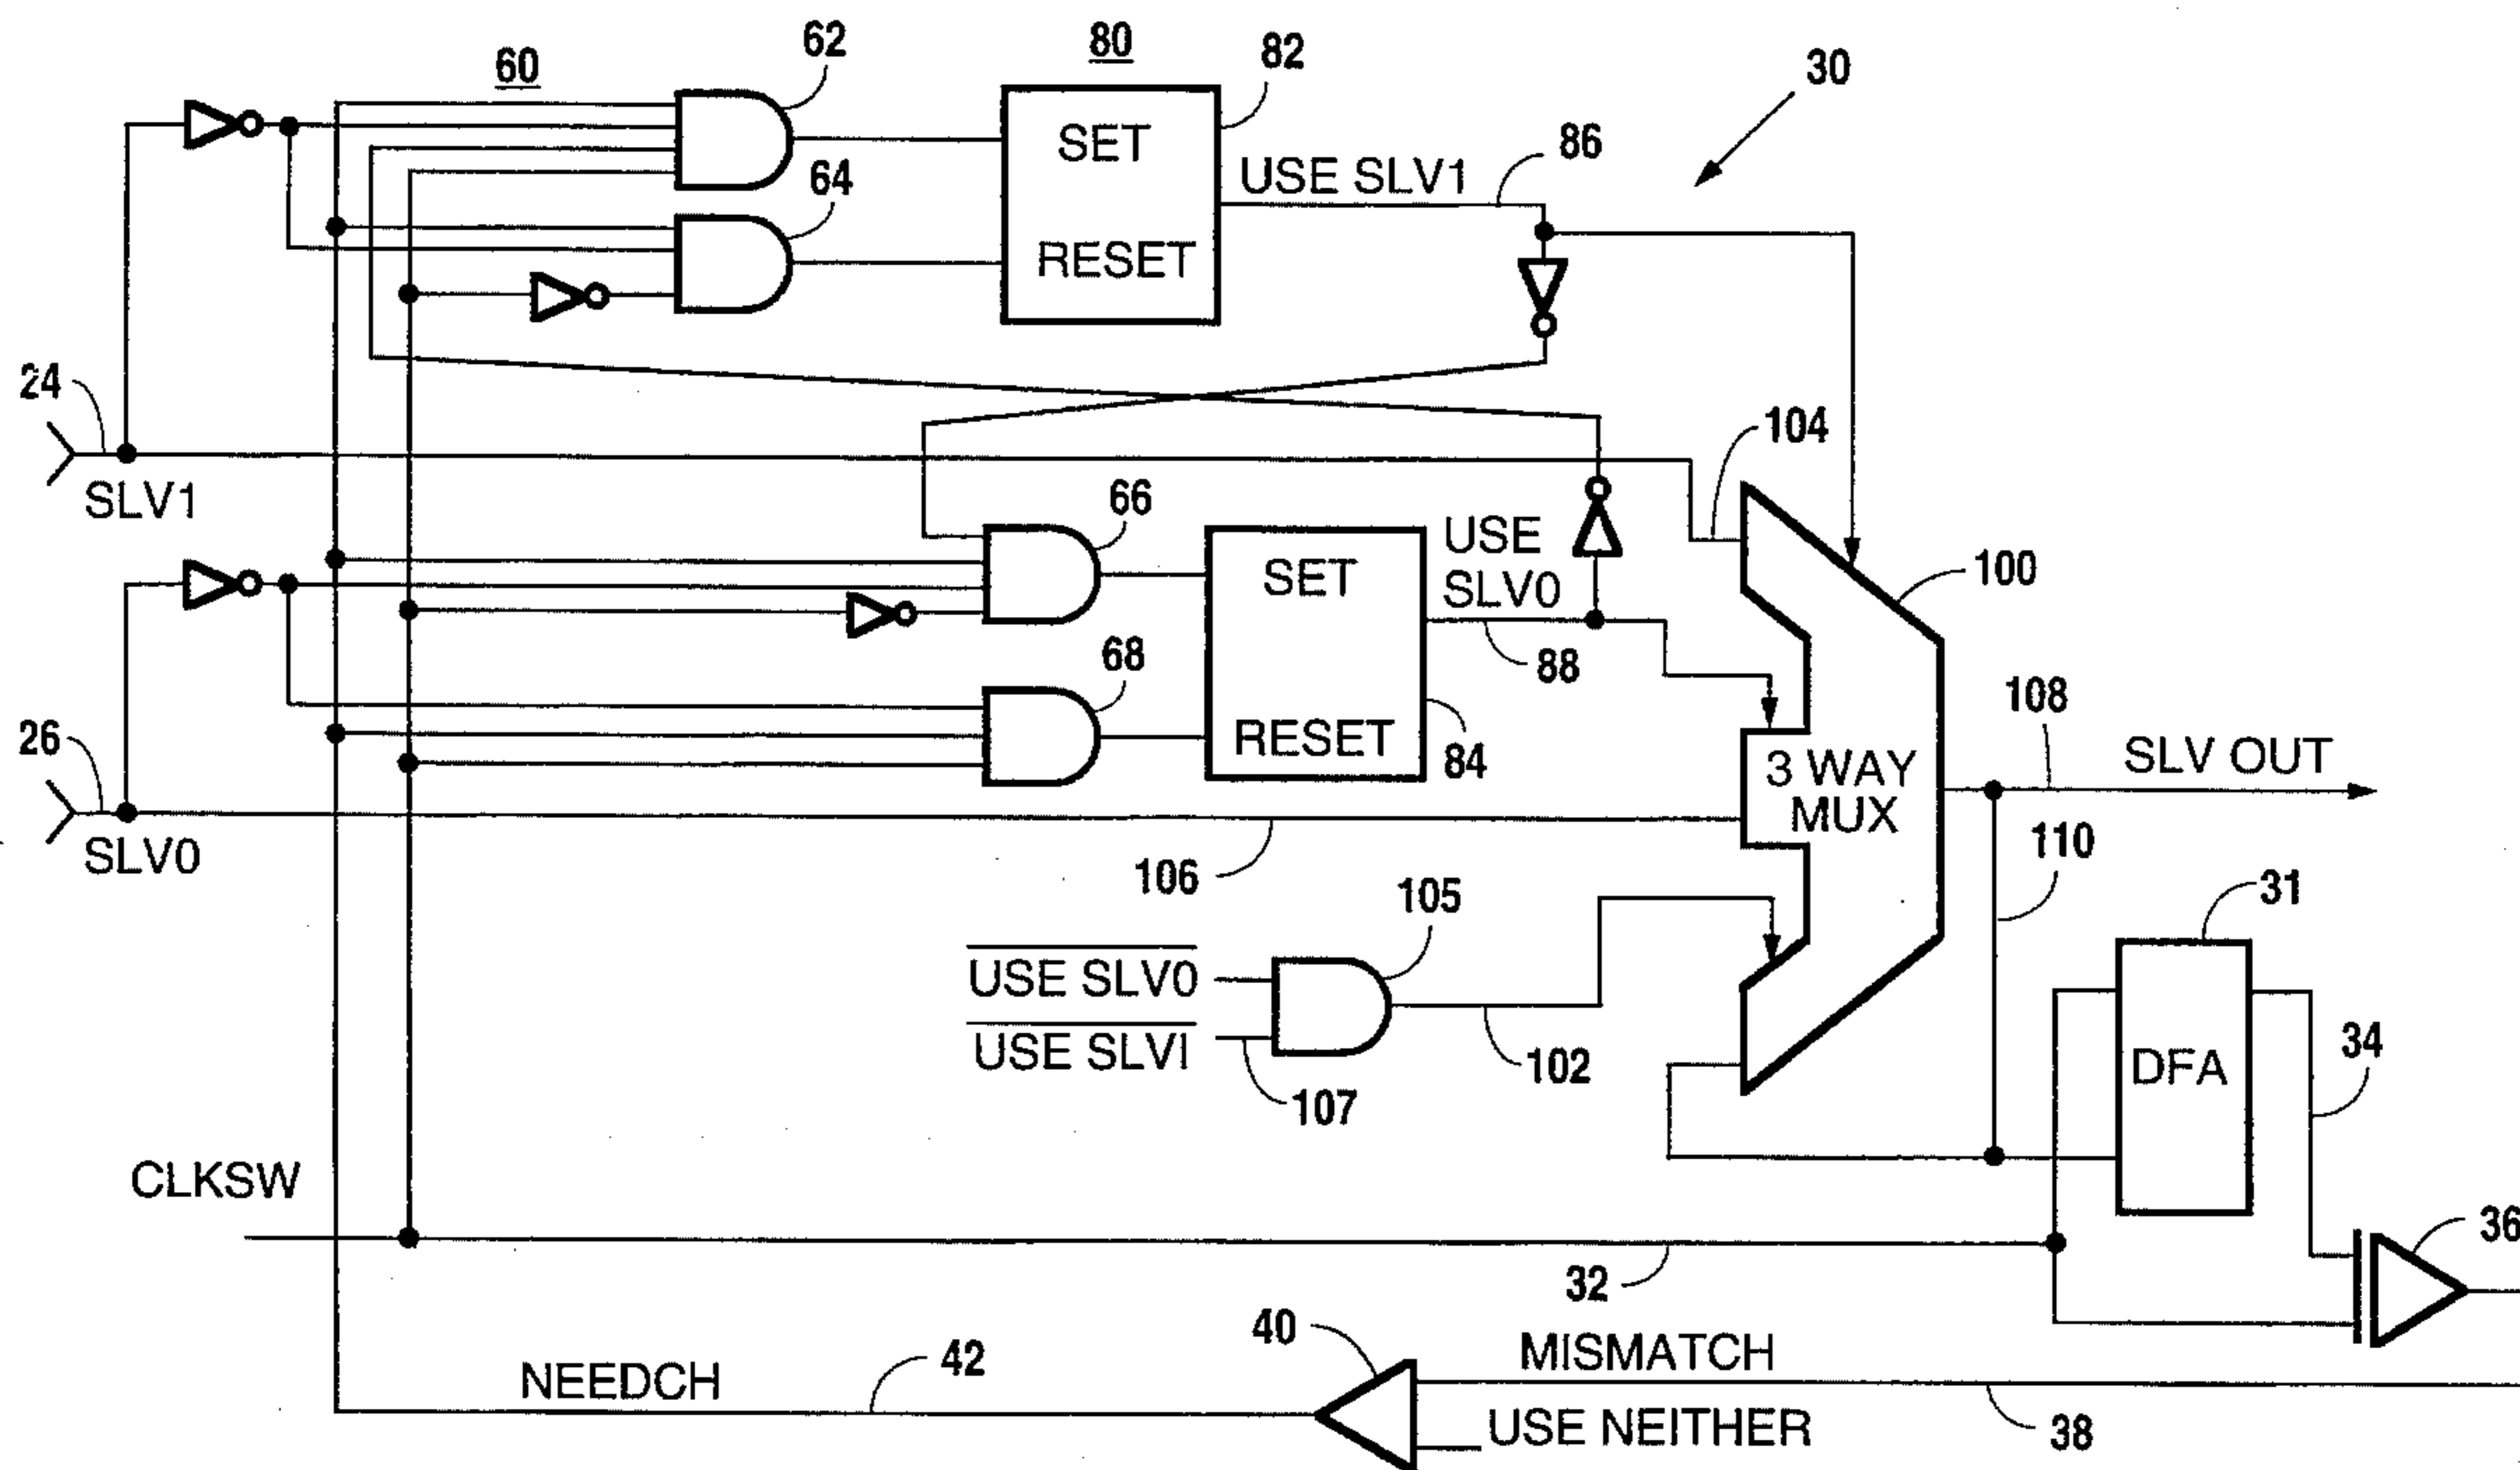 60
62
80
82
30
SET
64
USE SLV1
86
RESET
24
104
SLV1
66
USE
SLV0
SET
100
68
88
108
26
RESET
84
3 WAY
MUX
SLV OUT
SLV0
106
110
105
31
USE SLV0
USE SLVI
102
107
DFA
34
CLKSW
36
32
40
MISMATCH
NEEDCH
42
USE NEITHER
38